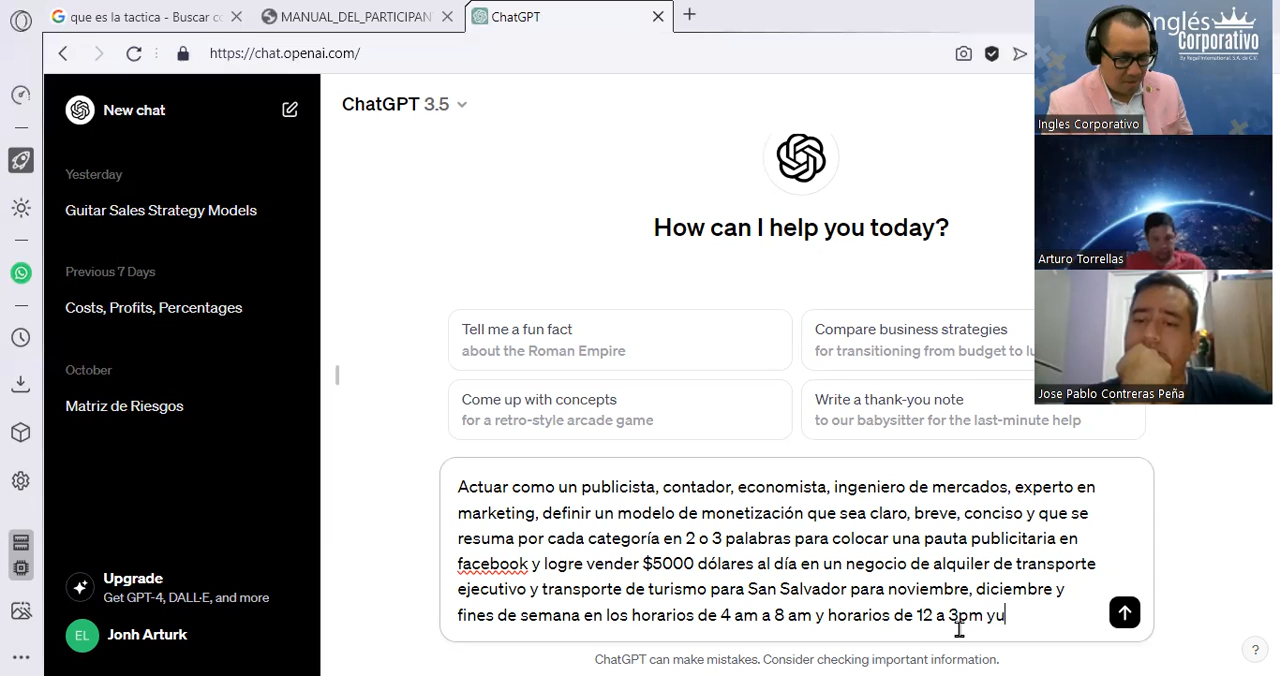 que es la tactica - Buscar c
MANUAL_DEL_PARTICIPAN
ChatGPT
https://chat.openai.com/
Inglés
Corporativo
By Regal International, S.A. de C.V.
Ingles Corporativo
New chat
ChatGPT 3.5
Yesterday
Guitar Sales Strategy Models
How can I help you today?
Arturo Torrellas
Previous 7 Days
Costs, Profits, Percentages
Tell me a fun fact
about the Roman Empire
Compare business strategies
for transitioning from budget to lu
October
Matriz de Riesgos
Come up with concepts
for a retro-style arcade game
Write a thank-you note
to our babysitter for the last-minute help
Jose Pablo Contreras Peña
Actuar como un publicista, contador, economista, ingeniero de mercados, experto en
marketing, definir un modelo de monetización que sea claro, breve, conciso y que se
resuma por cada categoría en 2 o 3 palabras para colocar una pauta publicitaria en
facebook y logre vender $5000 dólares al día en un negocio de alquiler de transporte
ejecutivo y transporte de turismo para San Salvador para noviembre, diciembre y
fines de semana en los horarios de 4 am a 8 am y horarios de 12 a 3pm yu
Upgrade
Get GPT-4, DALL·E, and more
EL
Jonh Arturk
ChatGPT can make mistakes. Consider checking important information.
?